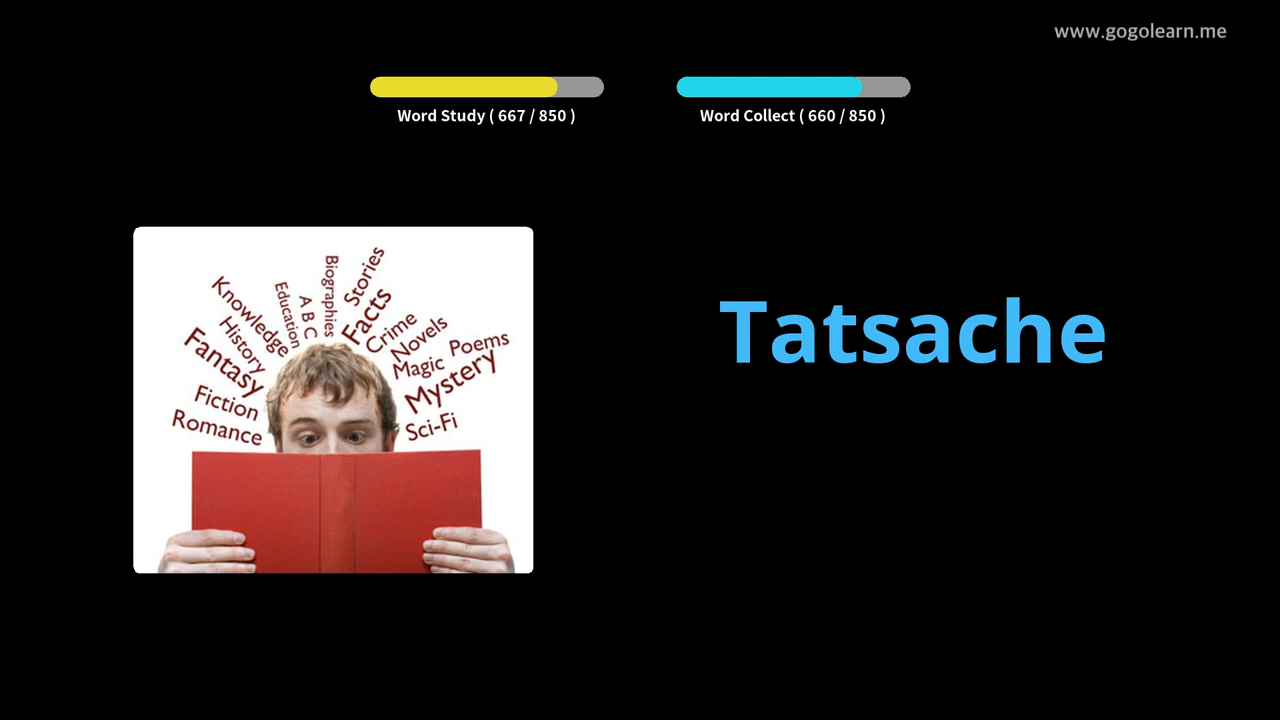 www.gogolearn.me
Word Study ( 667 / 850 )
Word Collect ( 660 / 850 )
Tatsache
Knowledge
Education
A B C
Biographies
Stories
Facts
Crime
Novels
Poems
History
Fantasy
Magic
Mystery
Fiction
Sci-Fi
Romance